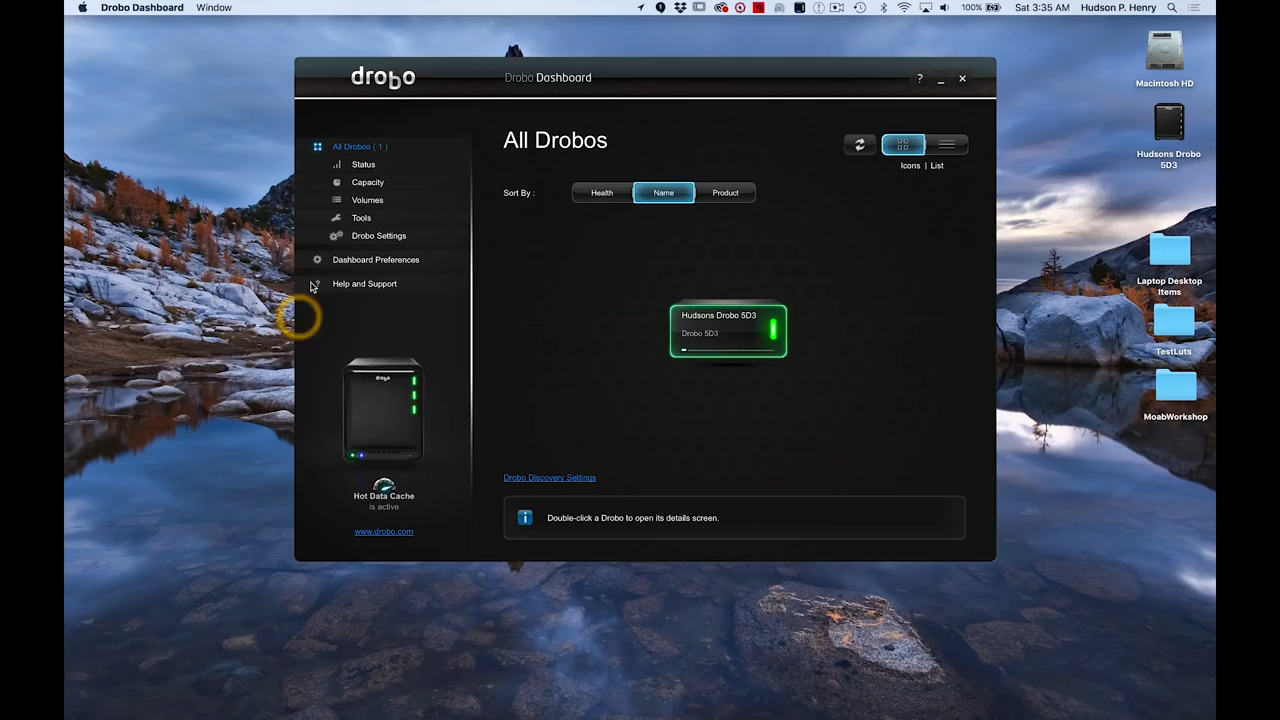 Drobo Dashboard Window
100% Sat 3:35 AM Hudson P. Henry
drobo
Drobo Dashboard
?
All Drobos ( 1 )
Status
Capacity
Volumes
Tools
Drobo Settings
Dashboard Preferences
Help and Support
drobo
Hot Data Cache
is active
www.drobo.com
All Drobos
Icons | List
Sort By :
Health
Name
Product
Hudsons Drobo 5D3
Drobo 5D3
Drobo Discovery Settings
Double-click a Drobo to open its details screen.
Macintosh HD
Hudsons Drobo
5D3
Laptop Desktop
Items
TestLuts
MoabWorkshop